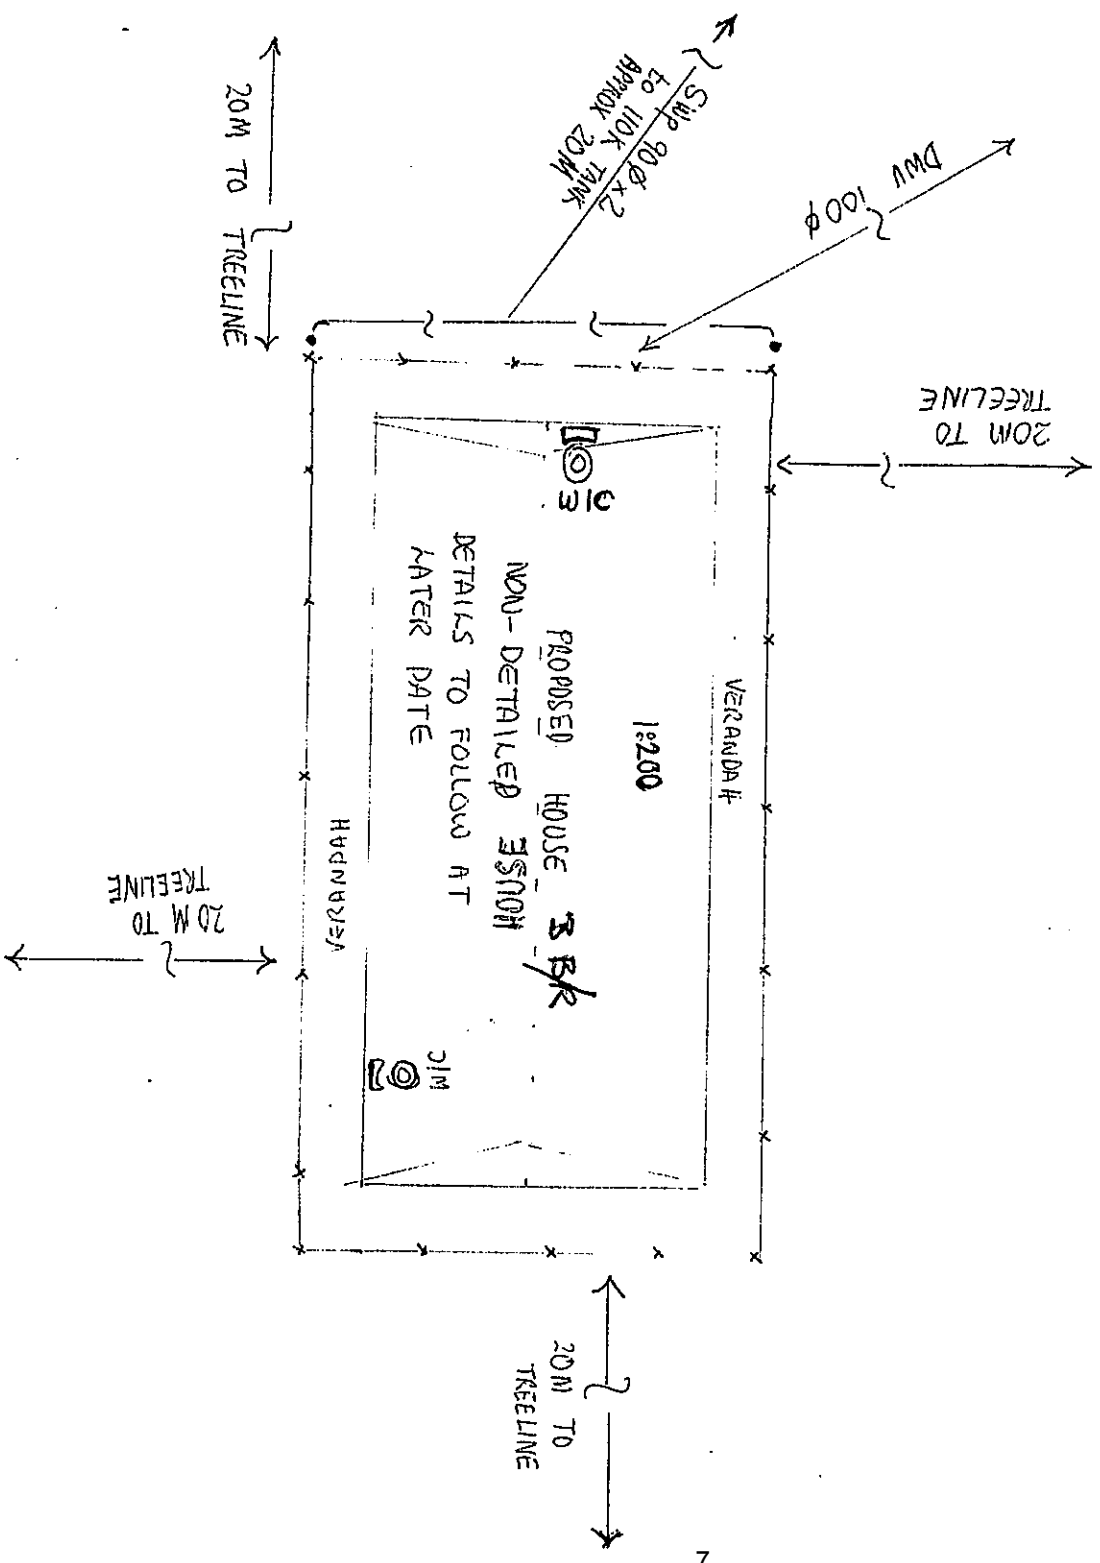 20M TO TREELINE
SWP 90φ x2
to 110K TANK
APPROX 20M
DWV 100φ
20M TO
TREELINE
W/C
VERANDAH
1:200
PROPOSED HOUSE 3 B/R
NON-DETAILED HOUSE
DETAILS TO FOLLOW AT
LATER DATE
VERANDAH
20M TO
TREELINE
W/C
20M TO
TREELINE
7